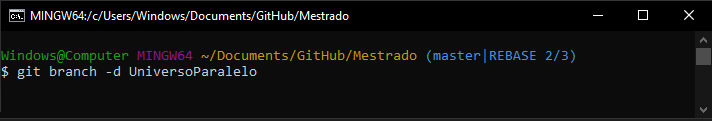 MINGW64:/c/Users/Windows/Documents/GitHub/Mestrado
Windows@Computer MINGW64 ~/Documents/GitHub/Mestrado (master|REBASE 2/3)
$ git branch -d UniversoParalelo